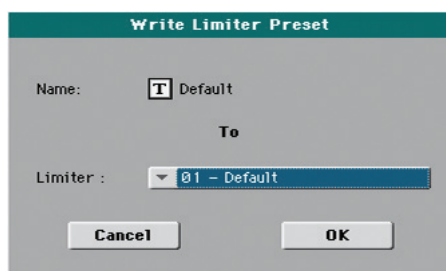 Write Limiter Preset
Name: T Default
To
Limiter : 01 - Default
Cancel OK